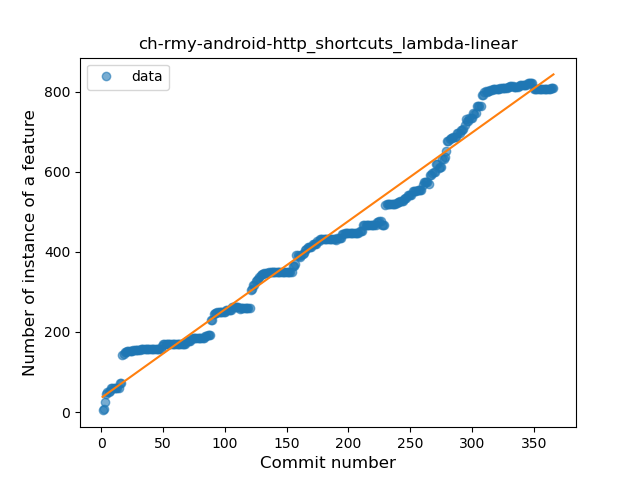 ch-rmy-android-http_shortcuts_lambda-linear
data
Number of instance of a feature
800
600
400
200
0
0 50 100 150 200 250 300 350
Commit number